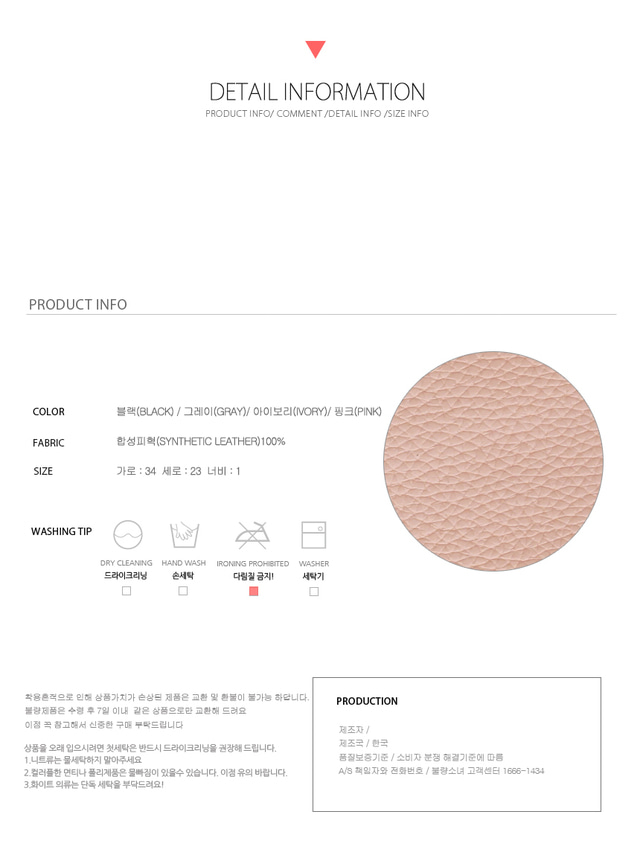 DETAIL INFORMATION
PRODUCT INFO/ COMMENT /DETAIL INFO /SIZE INFO
PRODUCT INFO
COLOR 블랙(BLACK) / 그레이(GRAY)/ 아이보리(IVORY)/ 핑크(PINK)
FABRIC 합성피혁(SYNTHETIC LEATHER)100%
SIZE 가로 : 34 세로 : 23 너비 : 1
WASHING TIP
DRY CLEANING HAND WASH IRONING PROHIBITED WASHER
드라이크리닝 손세탁 다림질 금지! 세탁기
착용흔적으로 인해 상품가치가 손상된 제품은 교환 및 환불이 불가능 하답니다.
불량제품은 수령 후 7일 이내 같은 상품으로만 교환해 드려요
이점 꼭 참고해서 신중한 구매 부탁드립니다
상품을 오래 입으시려면 첫세탁은 반드시 드라이크리닝을 권장해 드립니다.
1.니트류는 물세탁하지 말아주세요
2.컬러풀한 면티나 폴리제품은 물빠짐이 있을수 있습니다. 이점 유의 바랍니다.
3.화이트 의류는 단독 세탁을 부탁드려요!
PRODUCTION
제조자 /
제조국 / 한국
품질보증기준 / 소비자 분쟁 해결기준에 따름
A/S 책임자와 전화번호 / 불량소녀 고객센터 1666-1434